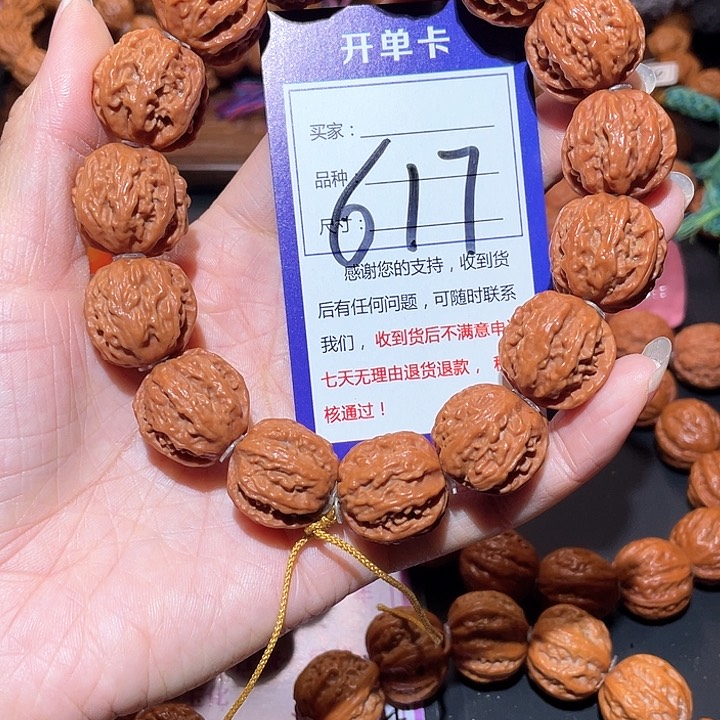 开单卡
买家：
品种：
尺寸：
617
感谢您的支持，收到货
后有任何问题，可随时联系
我们，收到货后不满意申
七天无理由退货退款，
核通过！